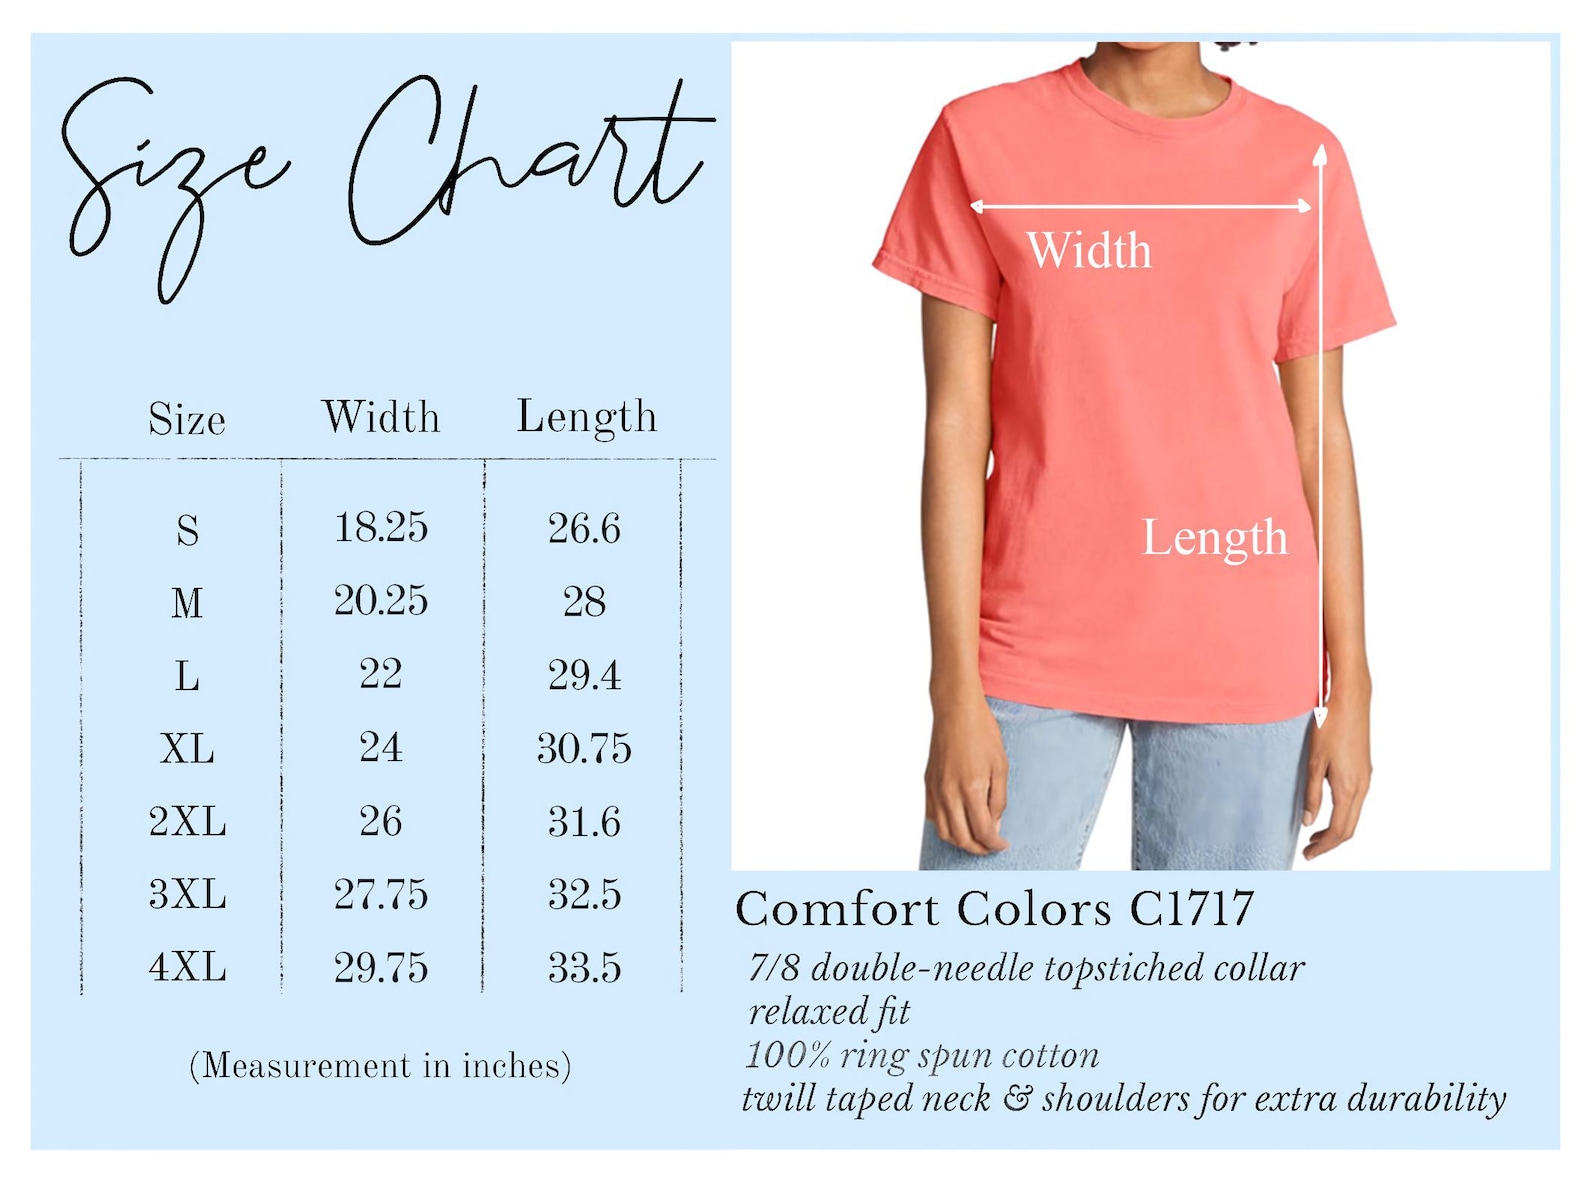 Size Chart
Size Width Length
S 18.25 26.6
M 20.25 28
L 22 29.4
XL 24 30.75
2XL 26 31.6
3XL 27.75 32.5
4XL 29.75 33.5
(Measurement in inches)
Width
Length
Comfort Colors C1717
7/8 double-needle topstiched collar
relaxed fit
100% ring spun cotton
twill taped neck & shoulders for extra durability